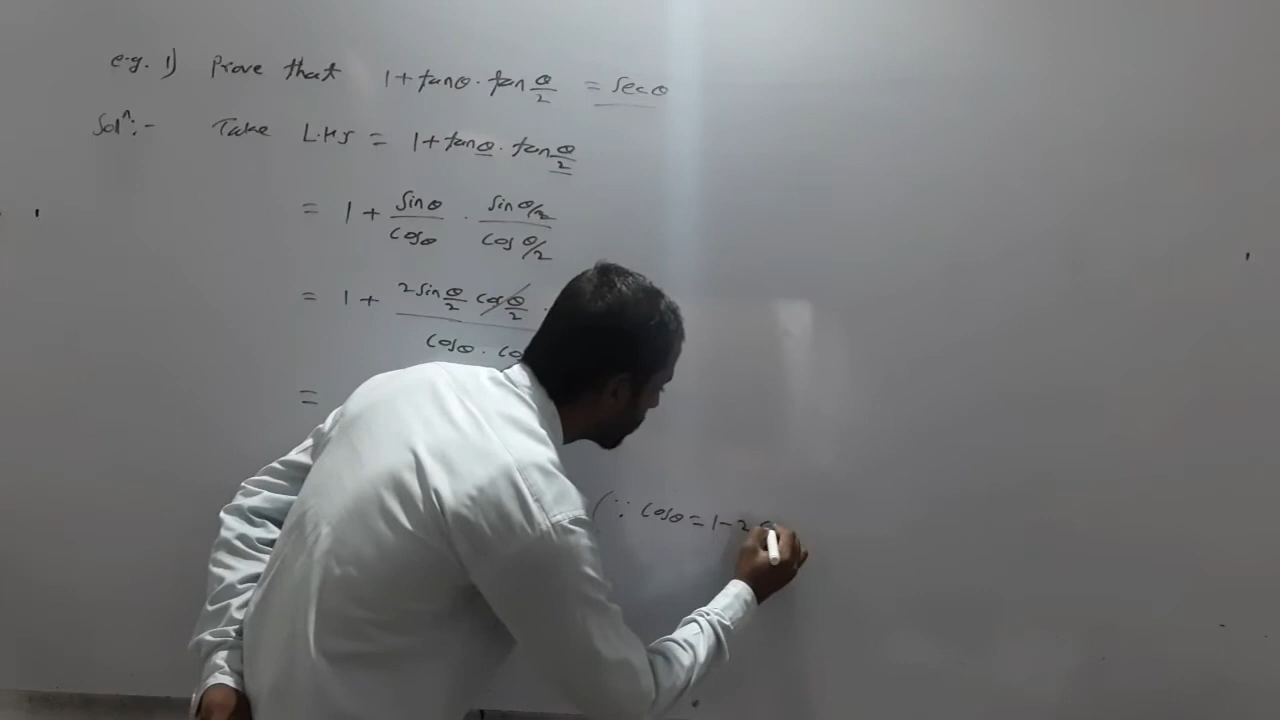 e.g. 1) Prove that 1 + tanθ · tan θ/2 = secθ
Solⁿ:- Take L.H.S = 1 + tanθ · tan θ/2
= 1 + sinθ/cosθ · sin θ/2 / cos θ/2
= 1 + 2 sin θ/2 cos θ/2 ·
cosθ ·
=
(∵ cosθ = 1 - 2